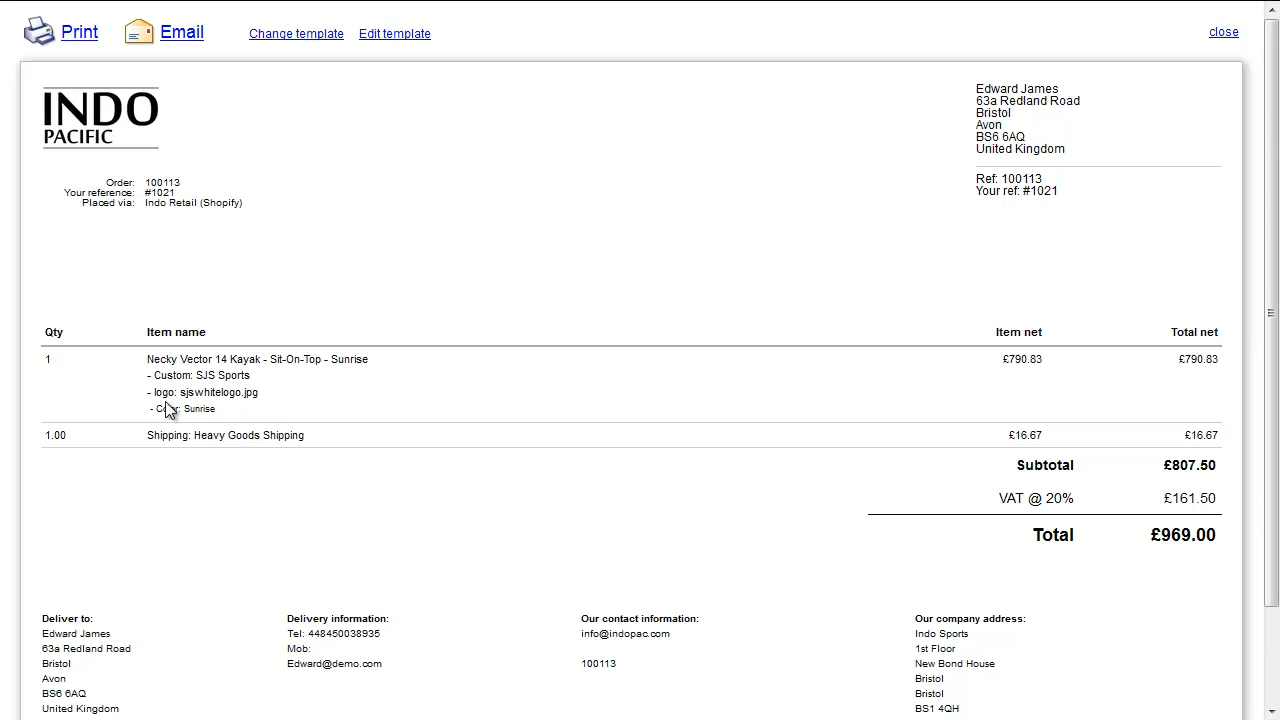 Print Email Change template Edit template close
INDO
PACIFIC
Edward James
63a Redland Road
Bristol
Avon
BS6 6AQ
United Kingdom
Ref: 100113
Your ref: #1021
Order: 100113
Your reference: #1021
Placed via: Indo Retail (Shopify)
Qty Item name Item net Total net
1 Necky Vector 14 Kayak - Sit-On-Top - Sunrise £790.83 £790.83
- Custom: SJS Sports
- logo: sjswhitelogo.jpg
- Sunrise
1.00 Shipping: Heavy Goods Shipping £16.67 £16.67
Subtotal £807.50
VAT @ 20% £161.50
Total £969.00
Deliver to:
Edward James
63a Redland Road
Bristol
Avon
BS6 6AQ
United Kingdom
Delivery information:
Tel: 448450038935
Mob:
Edward@demo.com
Our contact information:
info@indopac.com
100113
Our company address:
Indo Sports
1st Floor
New Bond House
Bristol
Bristol
BS1 4QH